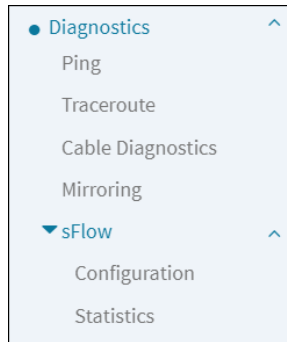 Diagnostics
Ping
Traceroute
Cable Diagnostics
Mirroring
sFlow
Configuration
Statistics